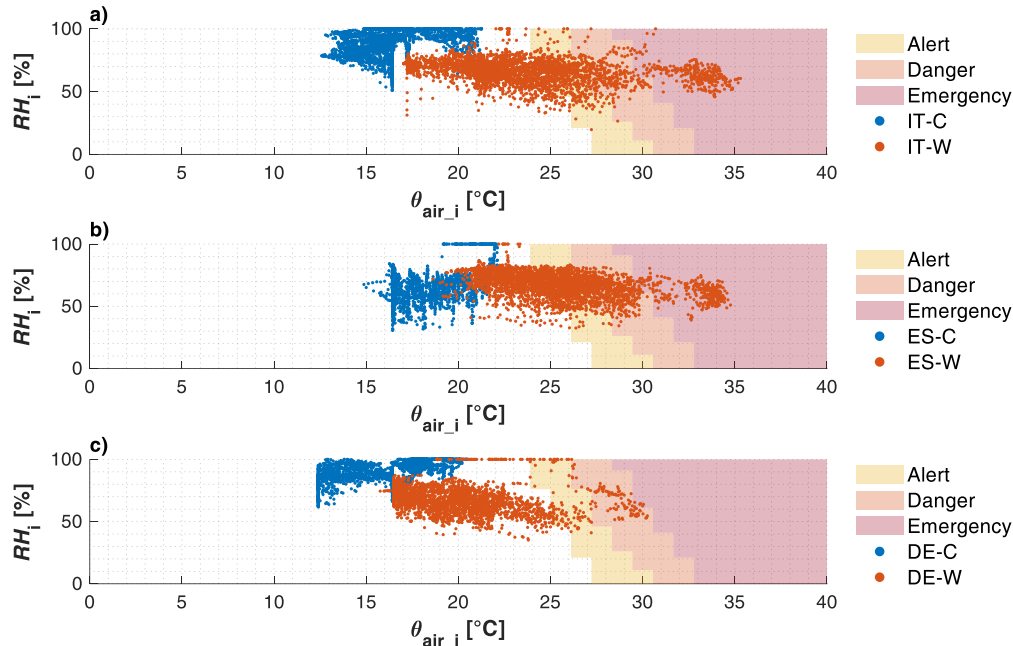 a)
100
50
0
RHi [%]
0 5 10 15 20 25 30 35 40
θair_i [°C]
Alert
Danger
Emergency
IT-C
IT-W
b)
100
50
0
RHi [%]
0 5 10 15 20 25 30 35 40
θair_i [°C]
Alert
Danger
Emergency
ES-C
ES-W
c)
100
50
0
RHi [%]
0 5 10 15 20 25 30 35 40
θair_i [°C]
Alert
Danger
Emergency
DE-C
DE-W